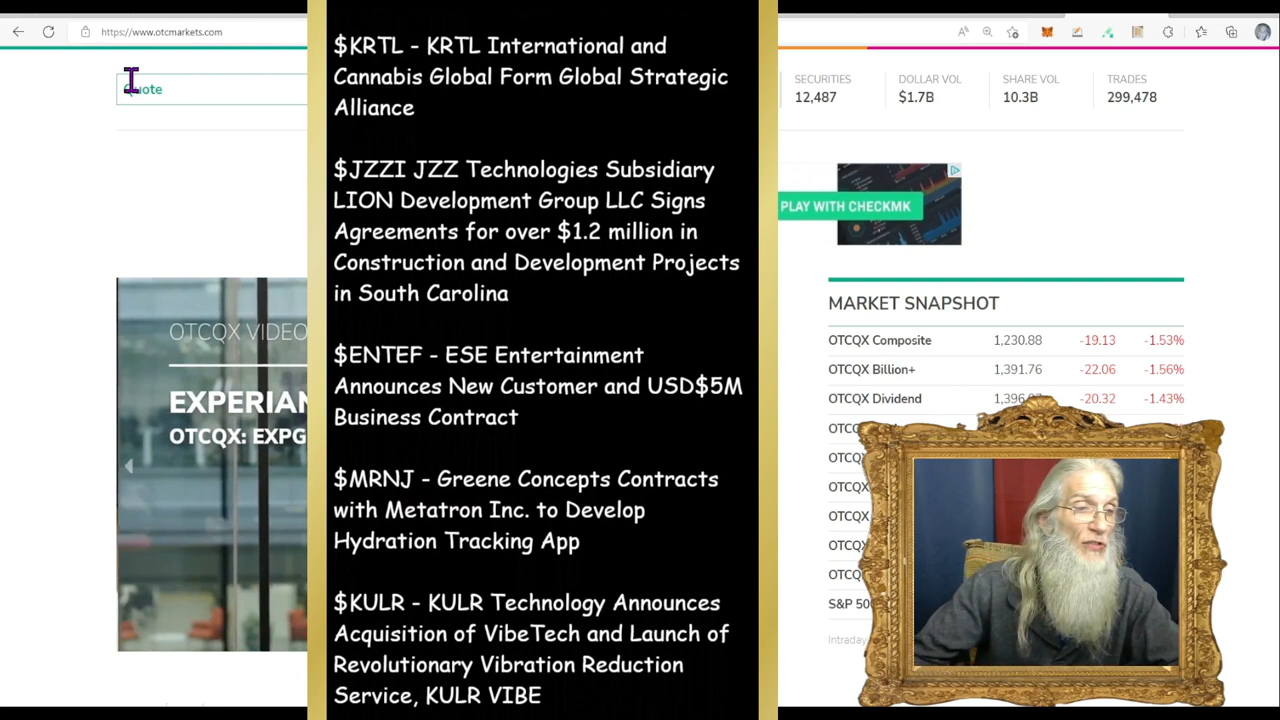 https://www.otcmarkets.com
Quote
SECURITIES
12,487
DOLLAR VOL
$1.7B
SHARE VOL
10.3B
TRADES
299,478
$KRTL - KRTL International and
Cannabis Global Form Global Strategic
Alliance
$JZZI JZZ Technologies Subsidiary
LION Development Group LLC Signs
Agreements for over $1.2 million in
Construction and Development Projects
in South Carolina
$ENTEF - ESE Entertainment
Announces New Customer and USD$5M
Business Contract
$MRNJ - Greene Concepts Contracts
with Metatron Inc. to Develop
Hydration Tracking App
$KULR - KULR Technology Announces
Acquisition of VibeTech and Launch of
Revolutionary Vibration Reduction
Service, KULR VIBE
OTCQX VIDEO
EXPERIAN
OTCQX: EXPG
PLAY WITH CHECKMK
MARKET SNAPSHOT
OTCQX Composite 1,230.88 -19.13 -1.53%
OTCQX Billion+ 1,391.76 -22.06 -1.56%
OTCQX Dividend -20.32 -1.43%
S&P 500
Intraday